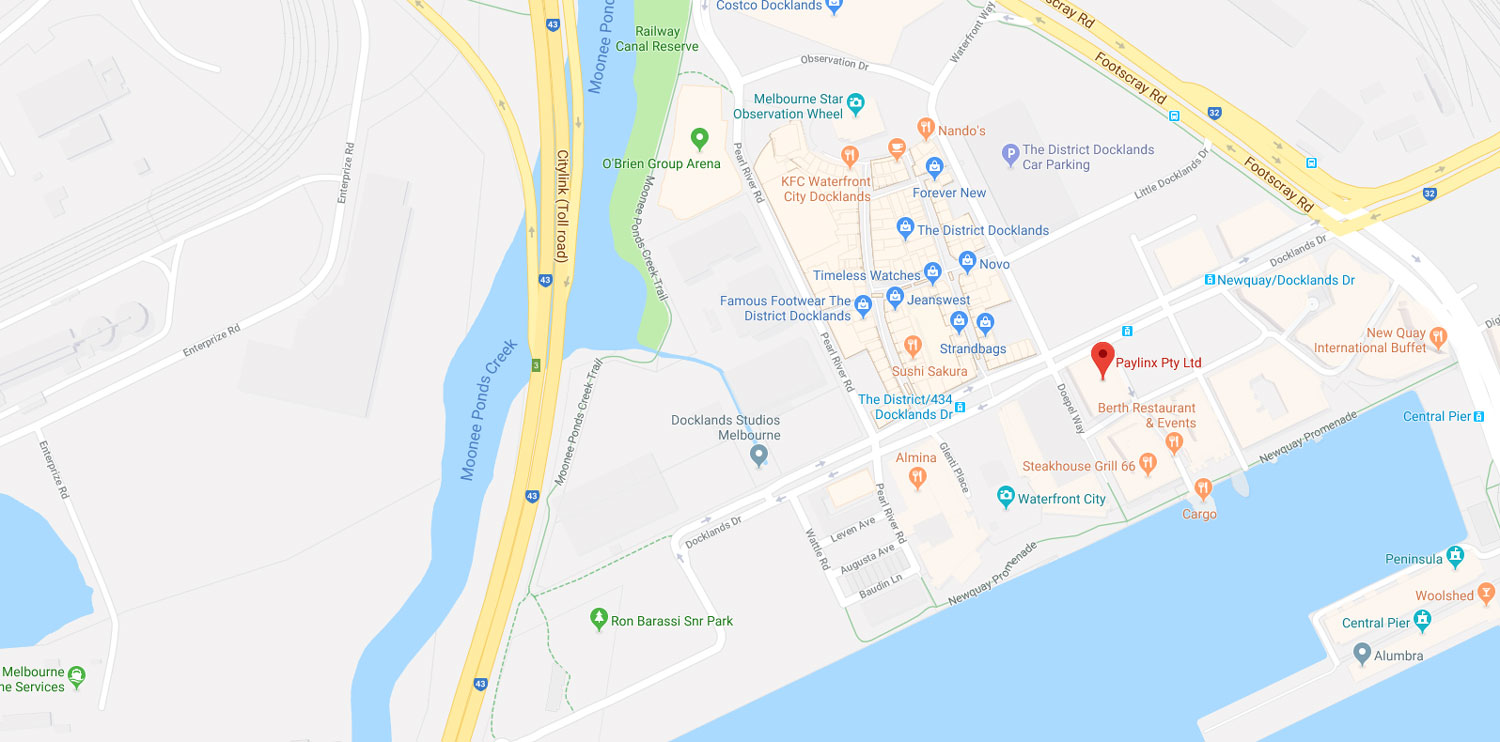 Costco Docklands
43
Moonee Ponds
Railway
Canal Reserve
Observation Dr
Waterfront Way
scray Rd
Footscray Rd
32
Melbourne Star
Observation Wheel
Nando's
The District Docklands
Car Parking
O'Brien Group Arena
Pearl River Rd
KFC Waterfront
City Docklands
Forever New
Little Docklands Dr
Footscray Rd
32
Enterprize Rd
Citylink (Toll road)
Moonee Ponds Creek Trail
The District Docklands
Docklands Dr
Novo
Timeless Watches
43
Newquay/Docklands Dr
Famous Footwear The
District Docklands
Jeanswest
Strandbags
Enterprize Rd
Pearl River Rd
Sushi Sakura
New Quay
International Buffet
3
Paylinx Pty Ltd
Moonee Ponds Creek
Moonee Ponds Creek Trail
The District/434
Docklands Dr
Doepel Way
Berth Restaurant
& Events
Central Pier
Newquay Promenade
Docklands Studios
Melbourne
Enterprize Rd
Almina
Glenti Place
Steakhouse Grill 66
43
Waterfront City
Cargo
Docklands Dr
Pearl River Rd
Wattle Rd
Leven Ave
Augusta Ave
Baudin Ln
Newquay Promenade
Peninsula
Woolshed
Ron Barassi Snr Park
Central Pier
Alumbra
Melbourne
ne Services
43